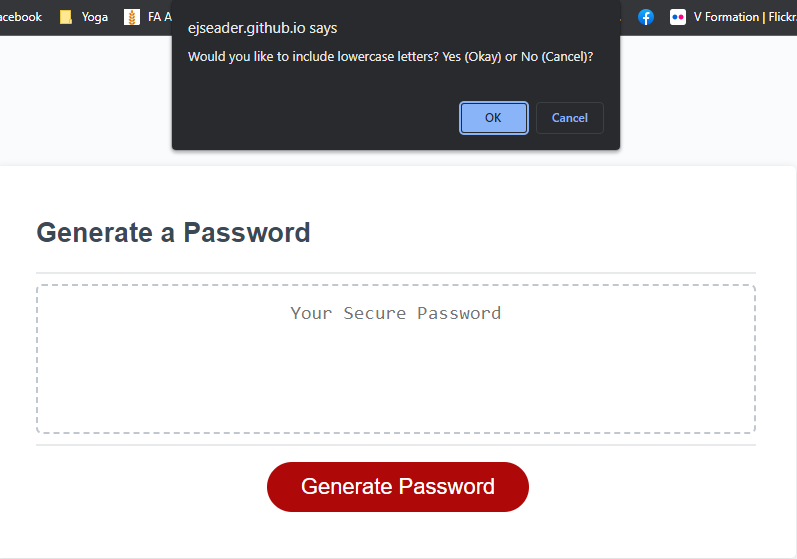 acebook Yoga FA A V Formation | Flickr
ejseader.github.io says
Would you like to include lowercase letters? Yes (Okay) or No (Cancel)?
OK Cancel
Generate a Password
Your Secure Password
Generate Password